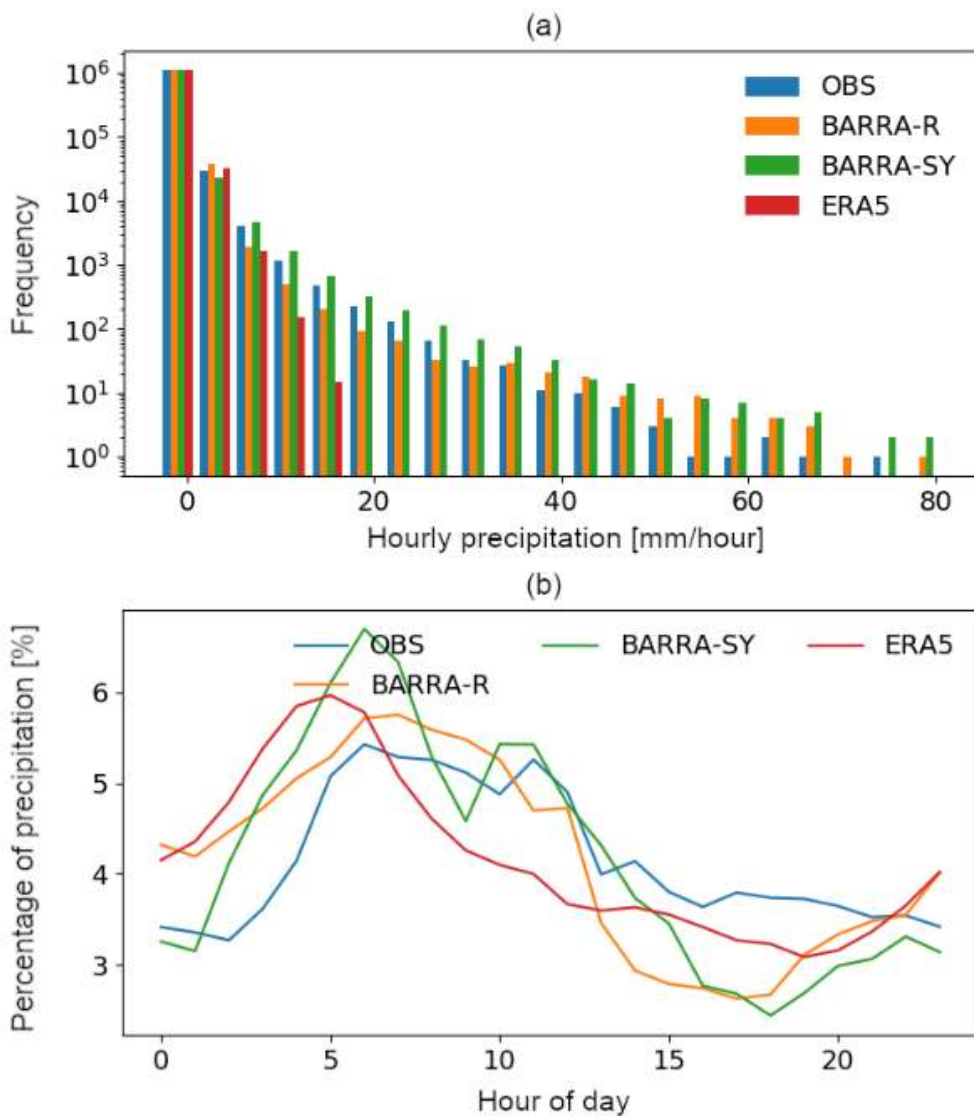 (a)
10^6
10^5
10^4
10^3
10^2
10^1
10^0
Frequency
OBS
BARRA-R
BARRA-SY
ERA5
0 20 40 60 80
Hourly precipitation [mm/hour]
(b)
Percentage of precipitation [%]
OBS BARRA-SY ERA5
BARRA-R
6
5
4
3
0 5 10 15 20
Hour of day